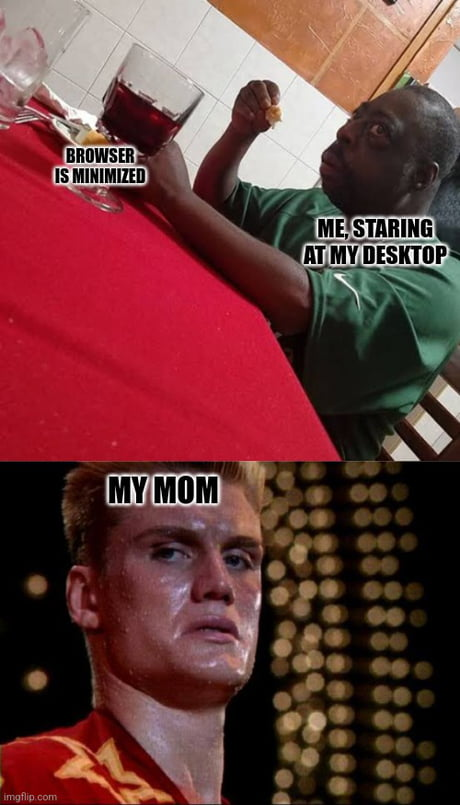 BROWSER
IS MINIMIZED
ME, STARING
AT MY DESKTOP
MY MOM
imgflip.com